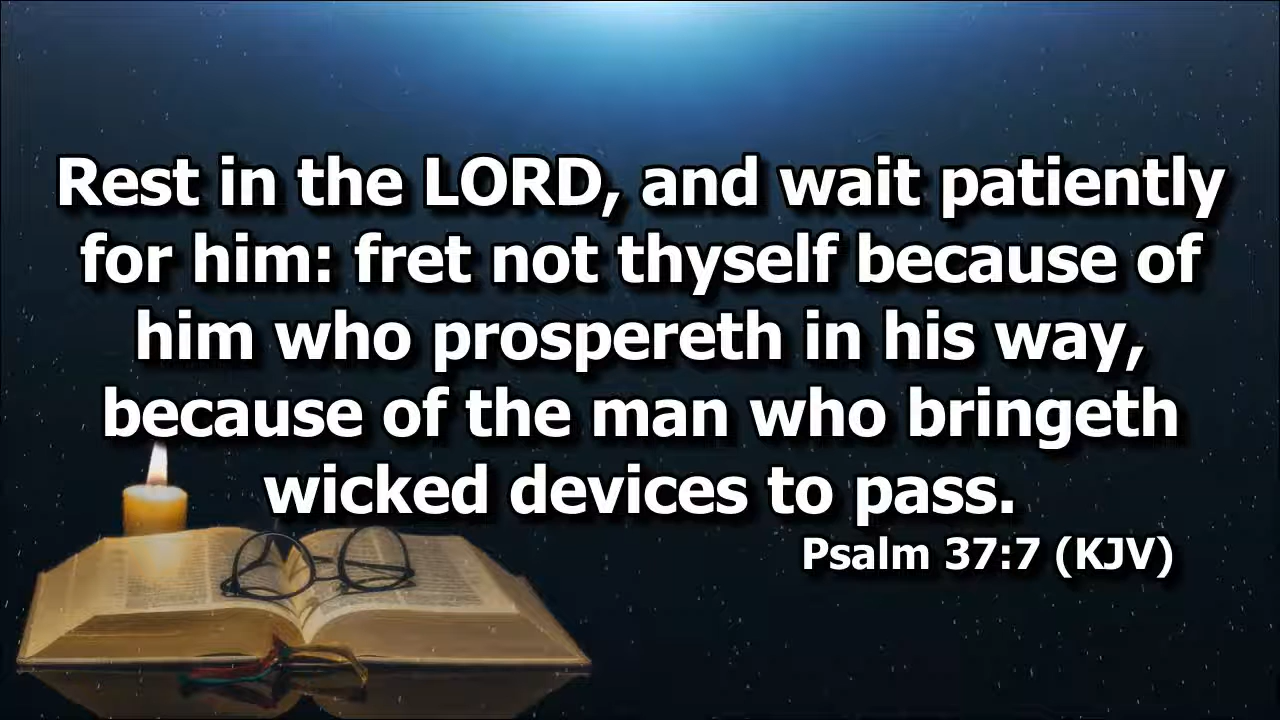 Rest in the LORD, and wait patiently
for him: fret not thyself because of
him who prospereth in his way,
because of the man who bringeth
wicked devices to pass.
Psalm 37:7 (KJV)